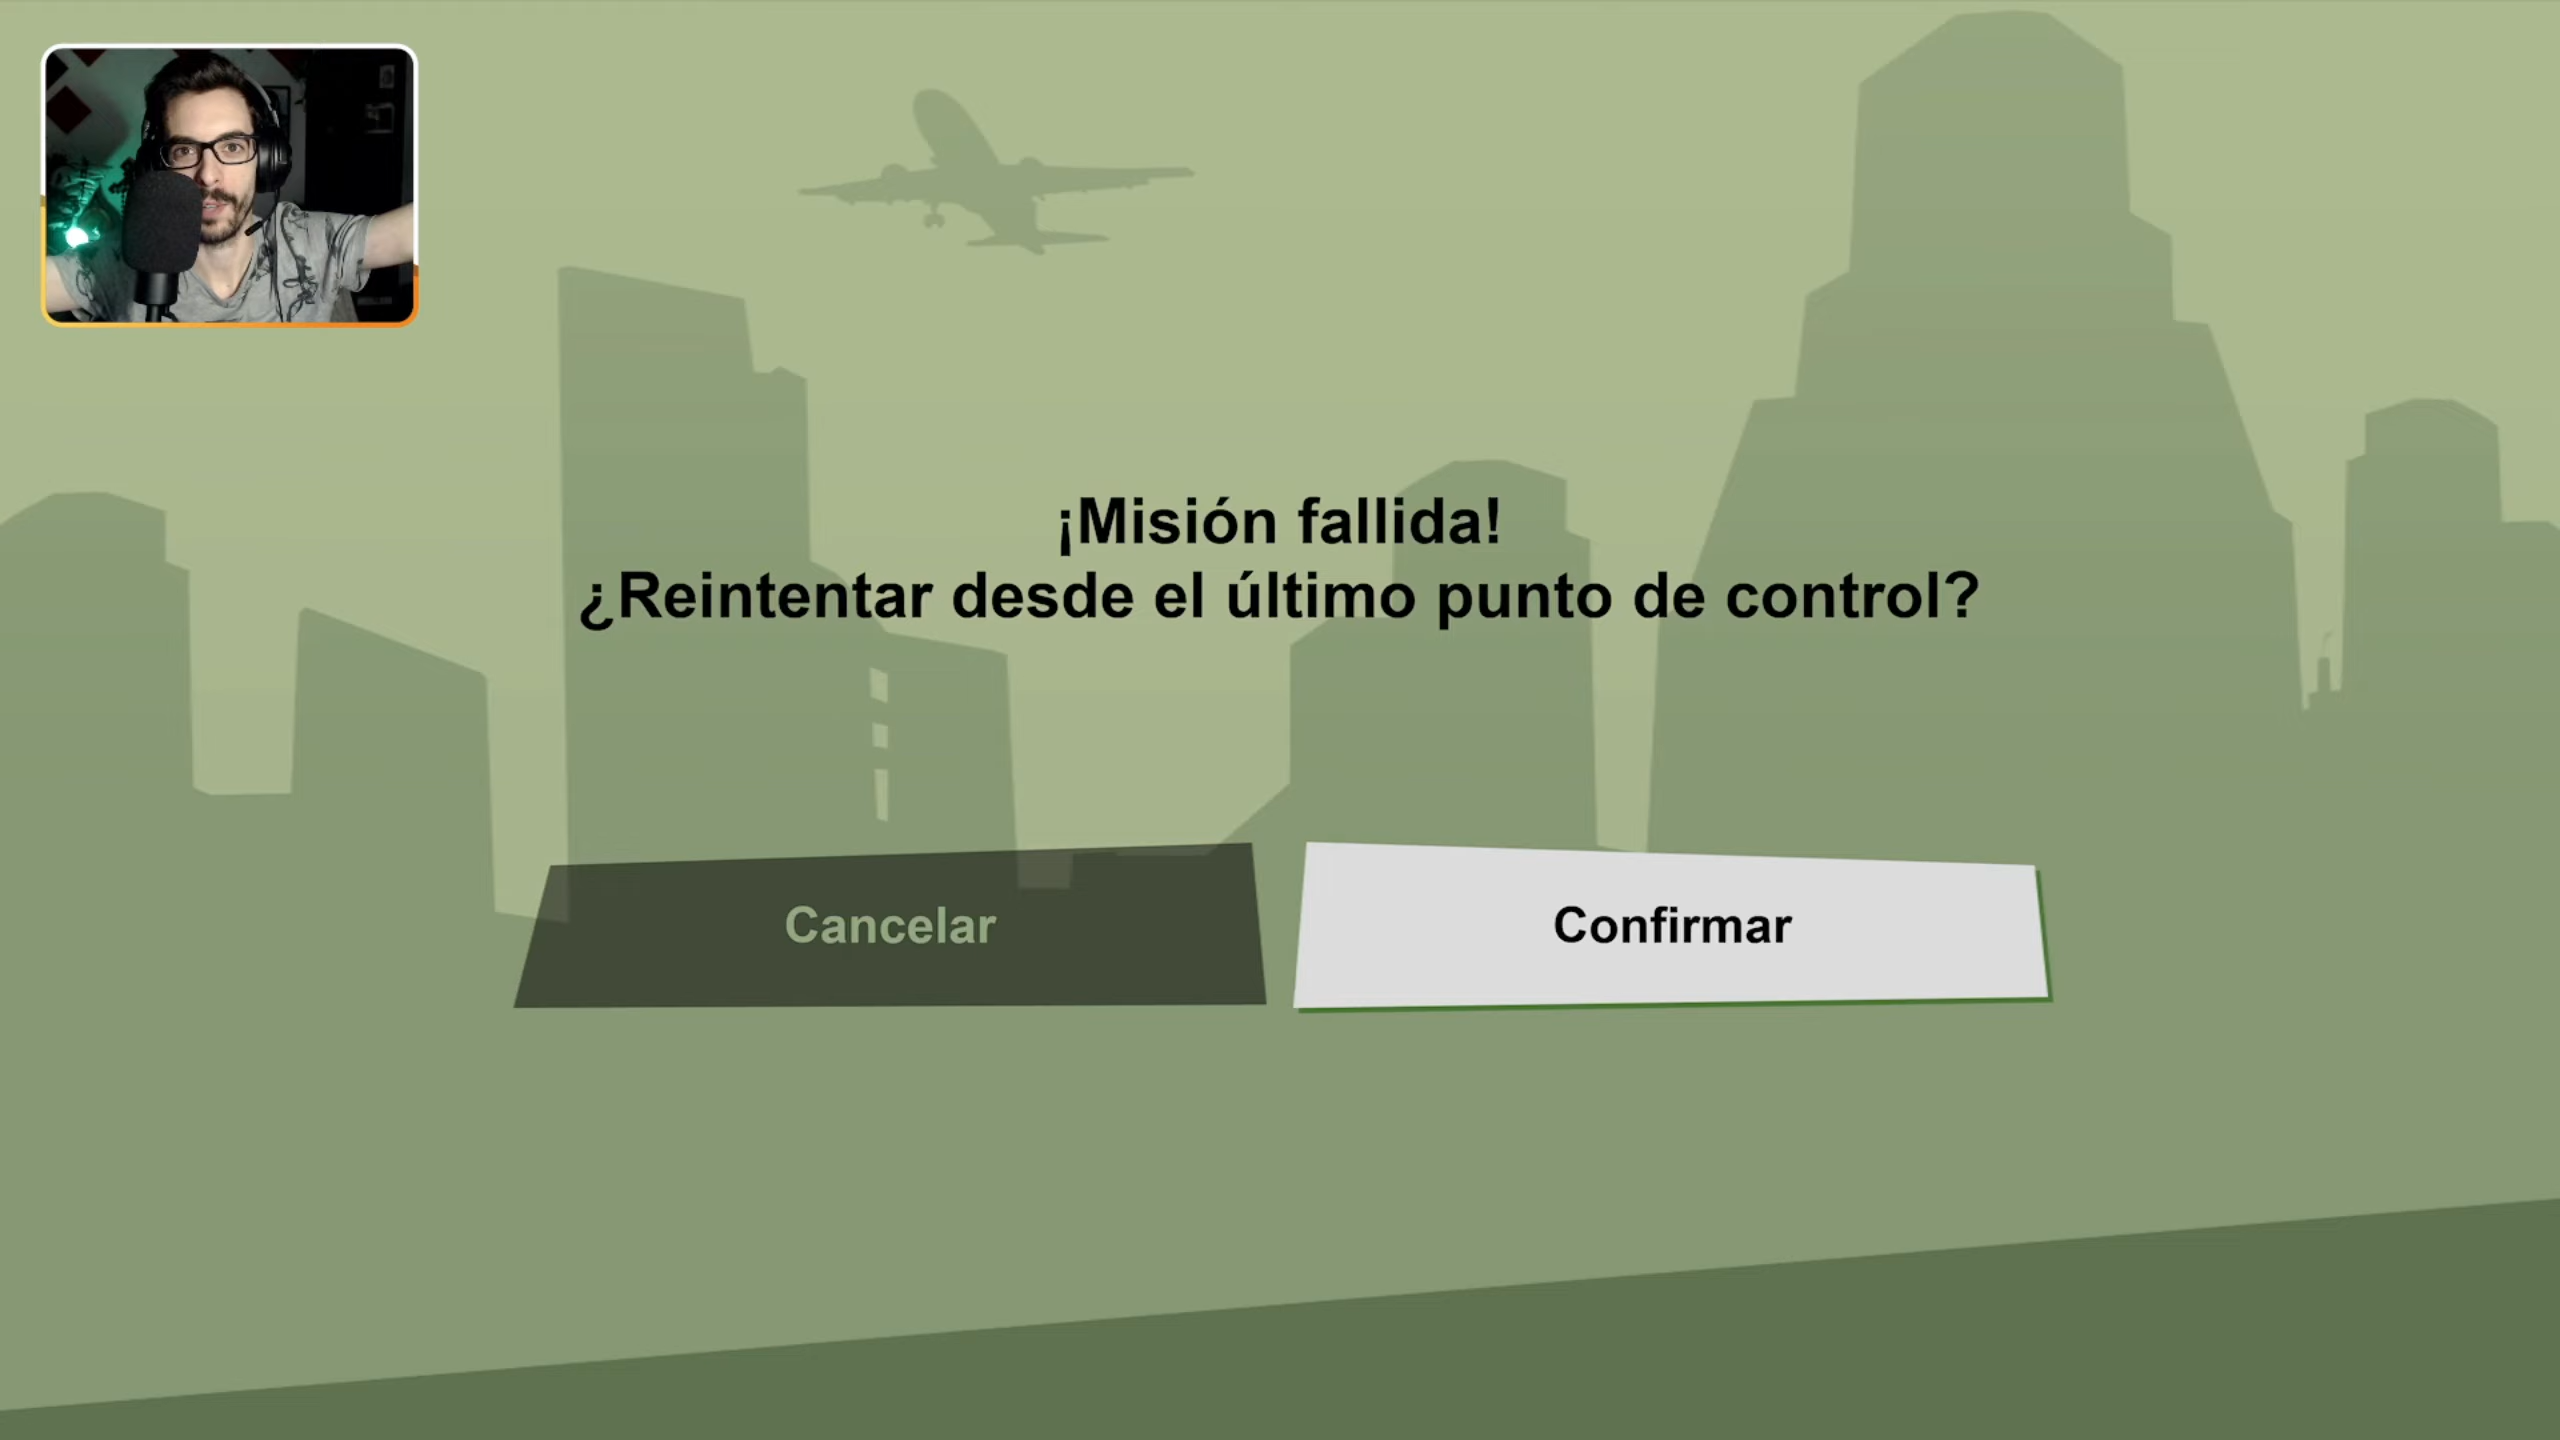 ¡Misión fallida!
¿Reintentar desde el último punto de control?
Cancelar
Confirmar